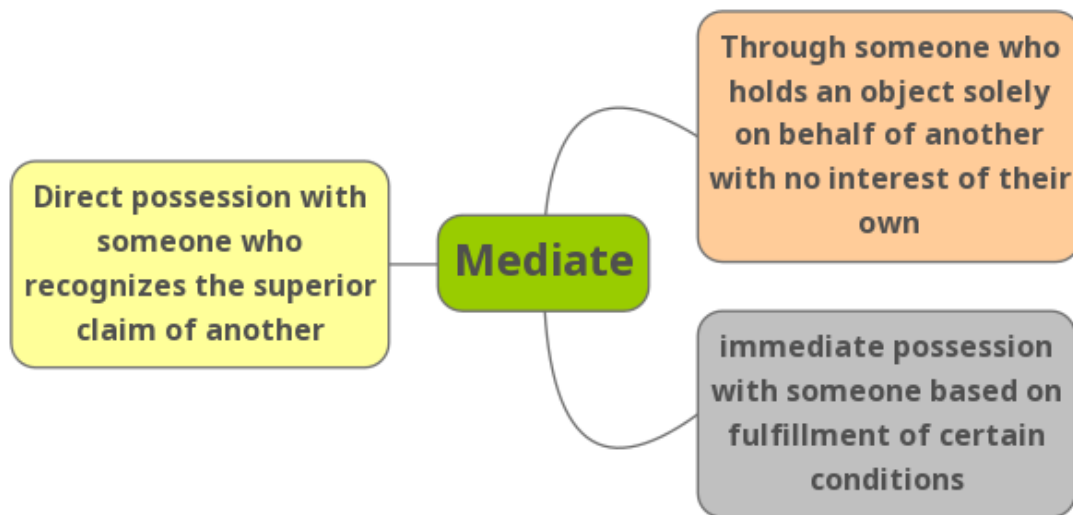 Direct possession with
someone who
recognizes the superior
claim of another
Mediate
Through someone who
holds an object solely
on behalf of another
with no interest of their
own
immediate possession
with someone based on
fulfillment of certain
conditions